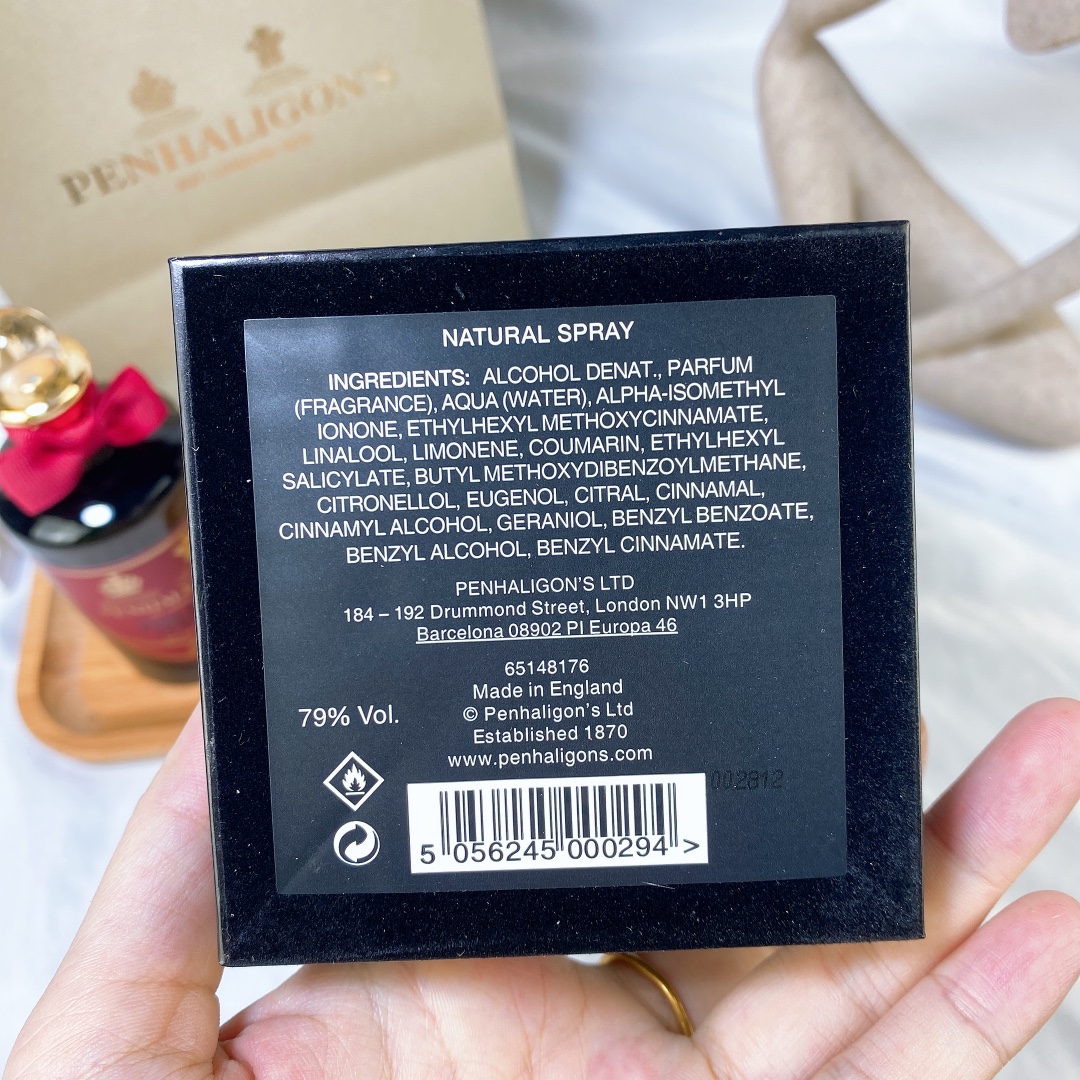 PENHALIGON'S
NATURAL SPRAY
INGREDIENTS: ALCOHOL DENAT., PARFUM
(FRAGRANCE), AQUA (WATER), ALPHA-ISOMETHYL
IONONE, ETHYLHEXYL METHOXYCINNAMATE,
LINALOOL, LIMONENE, COUMARIN, ETHYLHEXYL
SALICYLATE, BUTYL METHOXYDIBENZOYLMETHANE,
CITRONELLOL, EUGENOL, CITRAL, CINNAMAL,
CINNAMYL ALCOHOL, GERANIOL, BENZYL BENZOATE,
BENZYL ALCOHOL, BENZYL CINNAMATE.
PENHALIGON'S LTD
184 – 192 Drummond Street, London NW1 3HP
Barcelona 08902 PI Europa 46
65148176
Made in England
79% Vol.
© Penhaligon's Ltd
Established 1870
www.penhaligons.com
002812
5 056245 000294 >